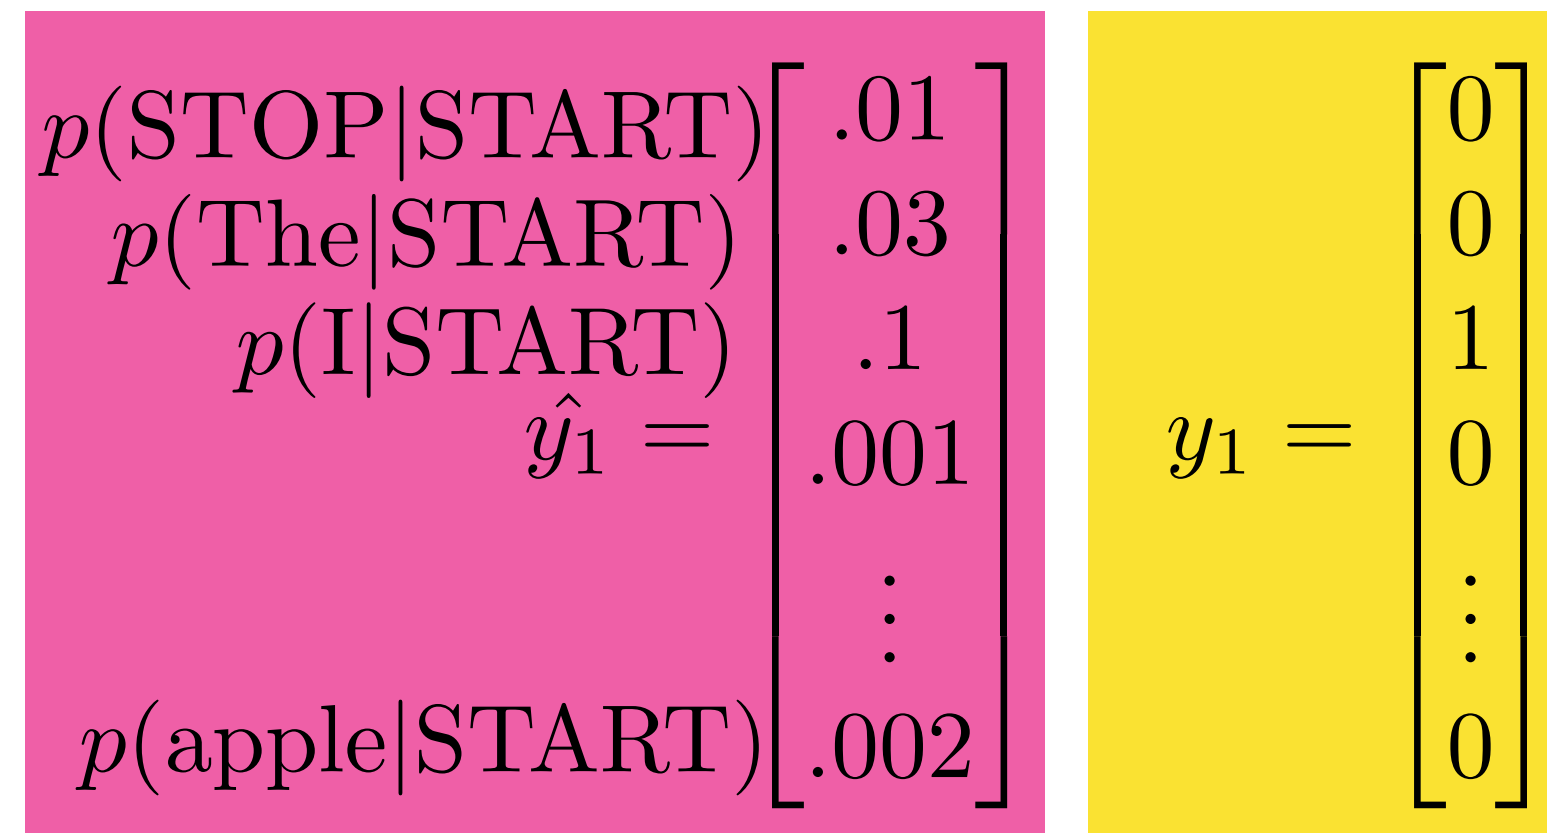 p(STOP|START) .01
p(The|START) .03
p(I|START) .1
ŷ₁ = .001
⋮
p(apple|START) .002
0
0
1
y₁ = 0
⋮
0